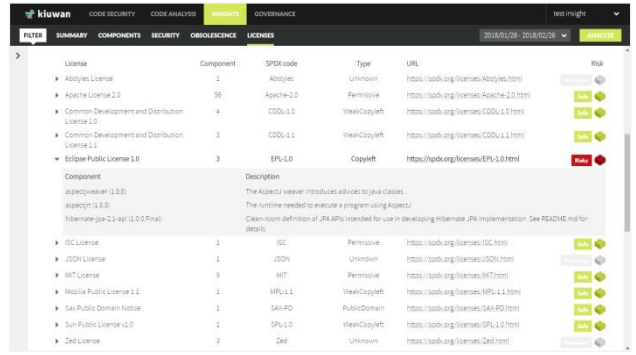 kiuwan CODE SECURITY CODE ANALYSIS INSIGHTS GOVERNANCE test insight
FILTER SUMMARY COMPONENTS SECURITY OBSOLESCENCE LICENSES 2018/01/28 - 2018/02/26 ANALYZE
License Component SPDX code Type URL Risk
Abstyles License 1 Abstyles Unknown https://spdx.org/licenses/Abstyles.html
Apache License 2.0 56 Apache-2.0 Permissive https://spdx.org/licenses/Apache-2.0.html Safe
Common Development and Distribution 4 CDDL-1.0 WeakCopyleft https://spdx.org/licenses/CDDL-1.0.html Safe
License 1.0
Common Development and Distribution 3 CDDL-1.1 WeakCopyleft https://spdx.org/licenses/CDDL-1.1.html Safe
License 1.1
Eclipse Public License 1.0 3 EPL-1.0 Copyleft https://spdx.org/licenses/EPL-1.0.html Risky
Component Description
aspectjweaver (1.8.8) The AspectJ weaver introduces advices to java classes
aspectjrt (1.8.8) The runtime needed to execute a program using AspectJ
hibernate-jpa-2.1-api (1.0.0.Final) Clean-room definition of JPA APIs intended for use in developing Hibernate JPA implementation. See README.md for
details
ISC License 1 ISC Permissive https://spdx.org/licenses/ISC.html Safe
JSON License 1 JSON Unknown https://spdx.org/licenses/JSON.html
MIT License 9 MIT Permissive https://spdx.org/licenses/MIT.html Safe
Mozilla Public License 1.1 1 MPL-1.1 WeakCopyleft https://spdx.org/licenses/MPL-1.1.html Safe
Sax Public Domain Notice 1 SAX-PD PublicDomain https://spdx.org/licenses/SAX-PD.html Safe
Sun Public License v1.0 1 SPL-1.0 WeakCopyleft https://spdx.org/licenses/SPL-1.0.html Safe
Zed License 3 Zed Unknown https://spdx.org/licenses/Zed.html